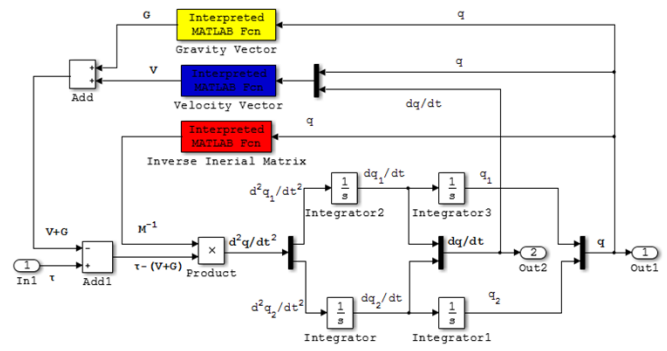 G
Interpreted
MATLAB Fcn
q
Gravity Vector
V
Interpreted
MATLAB Fcn
q
Add
Velocity Vector
dq/dt
Interpreted
MATLAB Fcn
q
Inverse Inerial Matrix
d²q₁/dt²
1
s
dq₁/dt
1
s
q₁
Integrator2
Integrator3
V+G
M⁻¹
×
d²q/dt²
dq/dt
2
q
1
1
In1
τ
Add1
τ-(V+G)
Product
Out2
Out1
d²q₂/dt²
1
s
dq₂/dt
1
s
q₂
Integrator
Integrator1